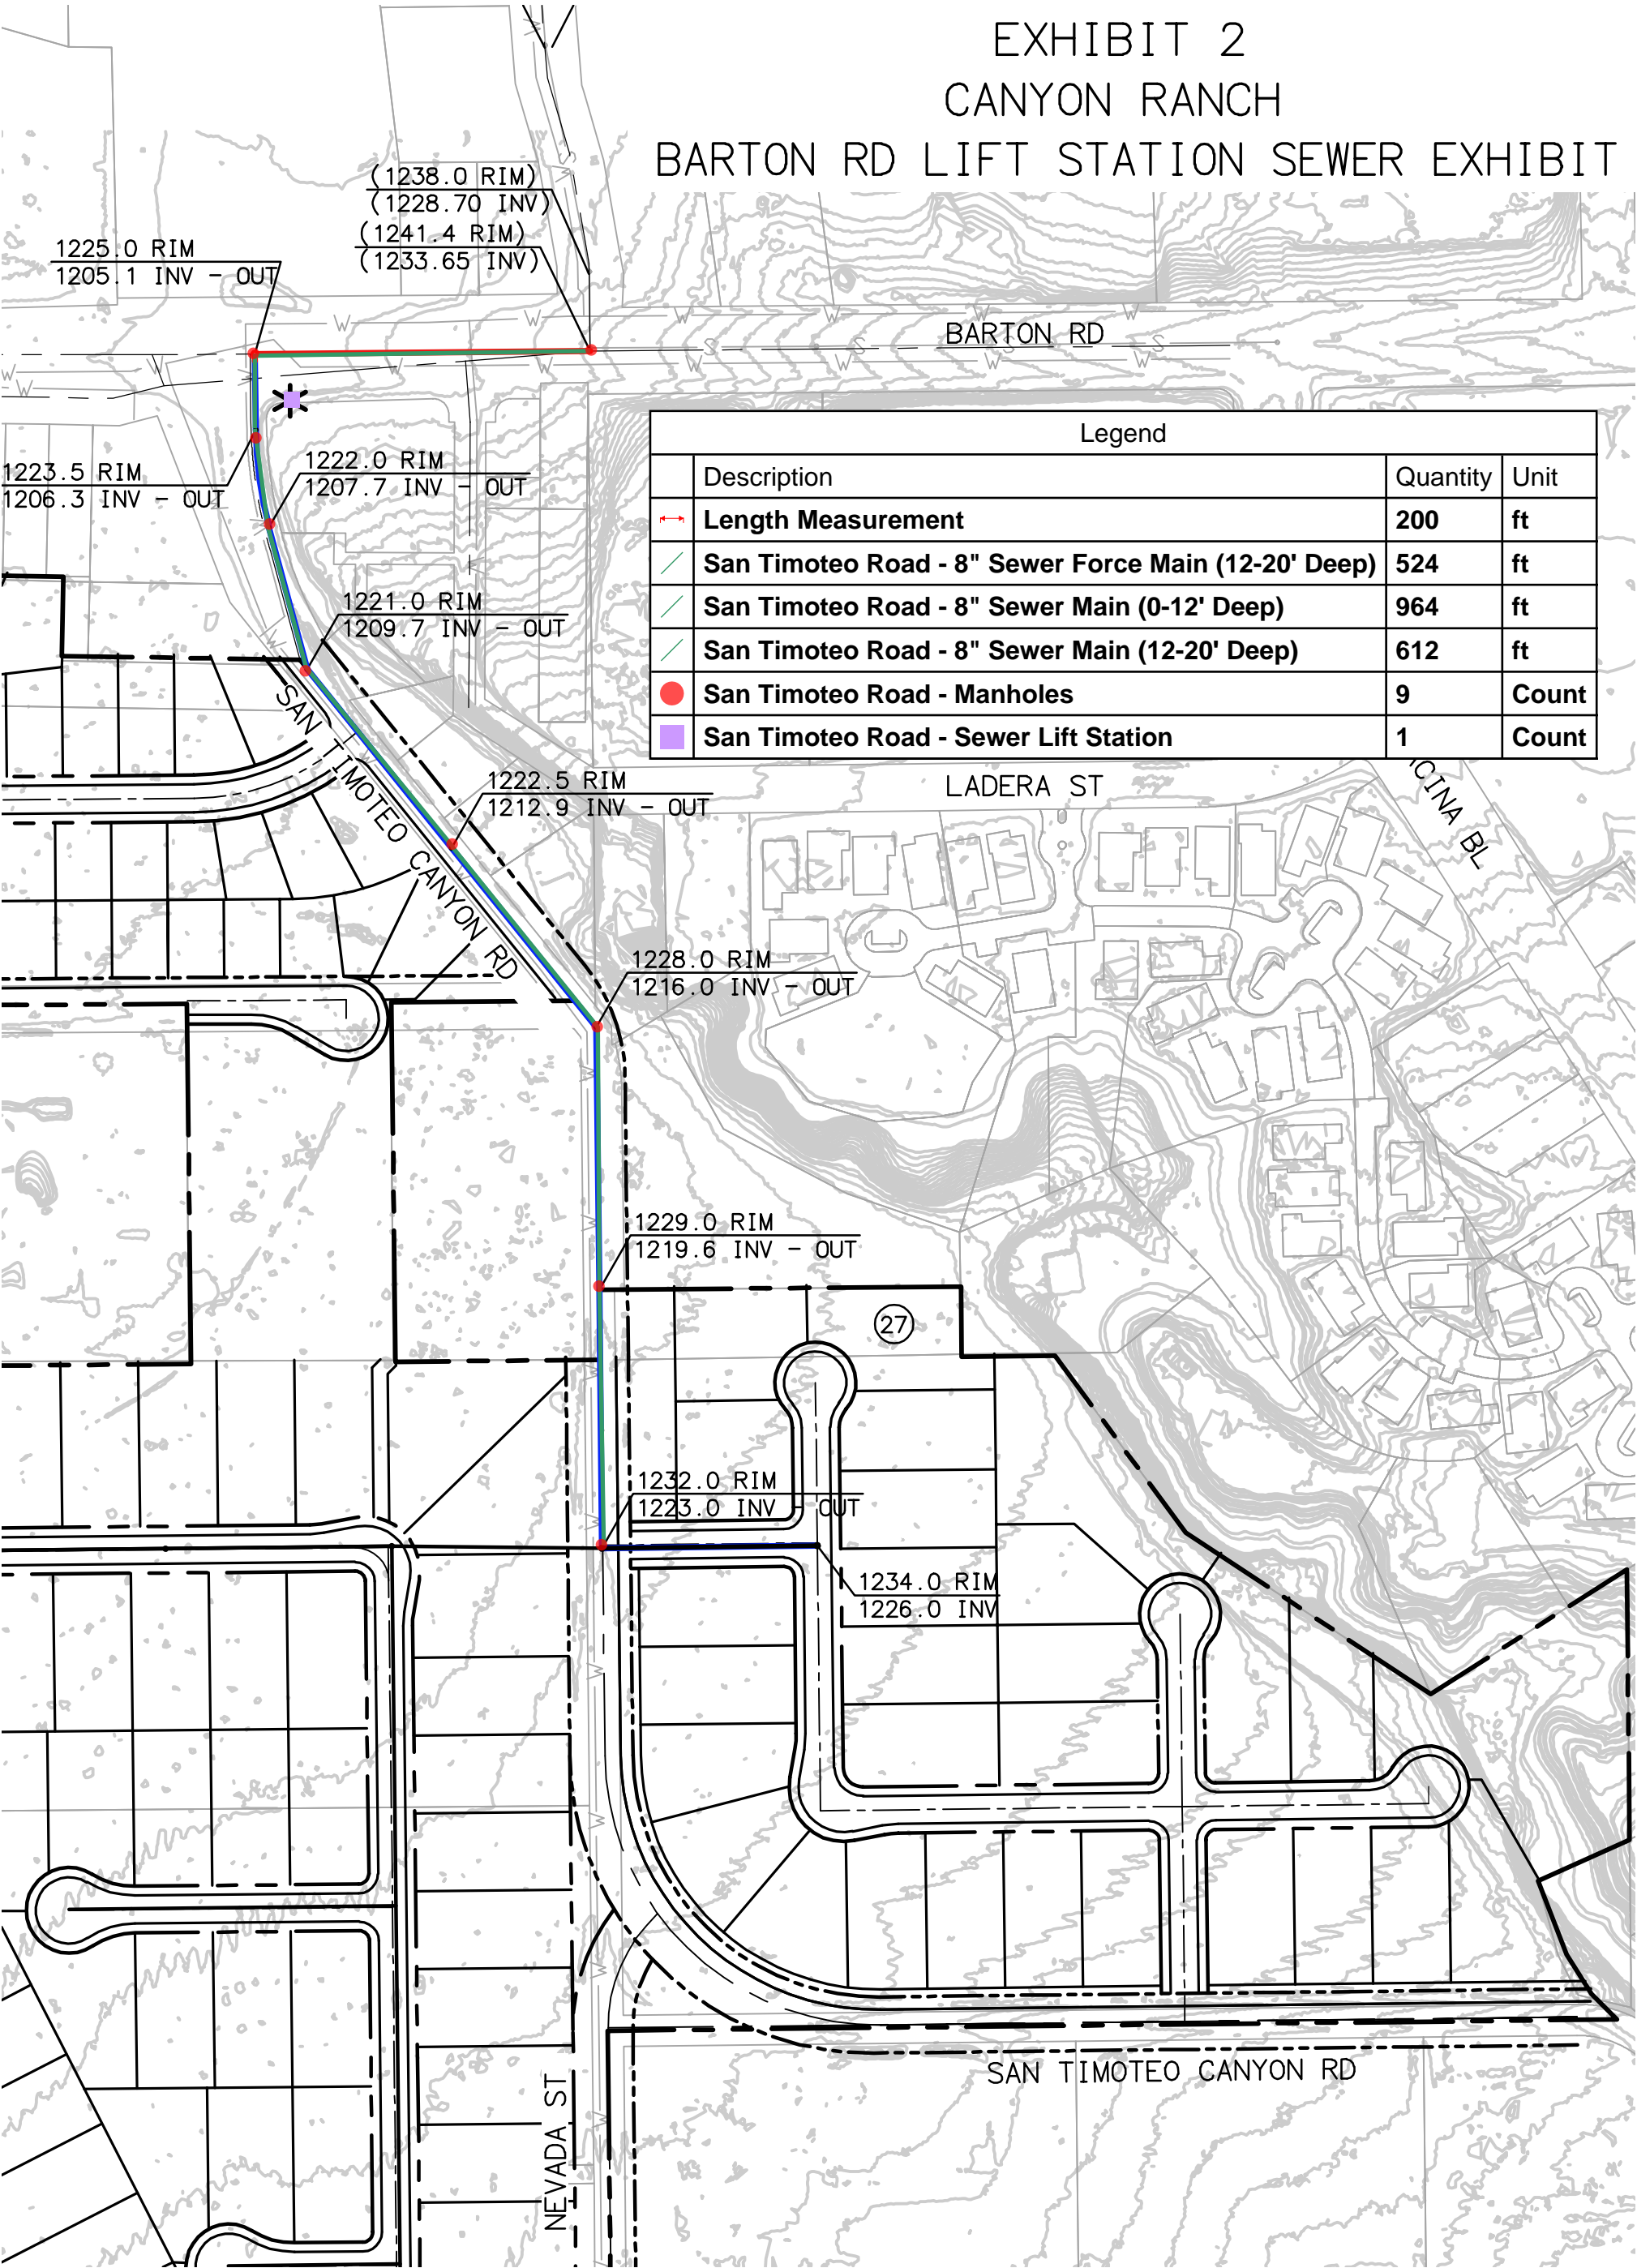 EXHIBIT 2
CANYON RANCH
BARTON RD LIFT STATION SEWER EXHIBIT
(1238.0 RIM)
(1228.70 INV)
(1241.4 RIM)
(1233.65 INV)
1225.0 RIM
1205.1 INV - OUT
BARTON RD
1223.5 RIM
1206.3 INV - OUT
1222.0 RIM
1207.7 INV - OUT
Legend
Description Quantity Unit
Length Measurement 200 ft
San Timoteo Road - 8" Sewer Force Main (12-20' Deep) 524 ft
San Timoteo Road - 8" Sewer Main (0-12' Deep) 964 ft
San Timoteo Road - 8" Sewer Main (12-20' Deep) 612 ft
San Timoteo Road - Manholes 9 Count
San Timoteo Road - Sewer Lift Station 1 Count
1221.0 RIM
1209.7 INV - OUT
SAN TIMOTEO CANYON RD
1222.5 RIM
1212.9 INV - OUT
LADERA ST
CINA BL
1228.0 RIM
1216.0 INV - OUT
1229.0 RIM
1219.6 INV - OUT
27
1232.0 RIM
1223.0 INV - OUT
1234.0 RIM
1226.0 INV
SAN TIMOTEO CANYON RD
NEVADA ST